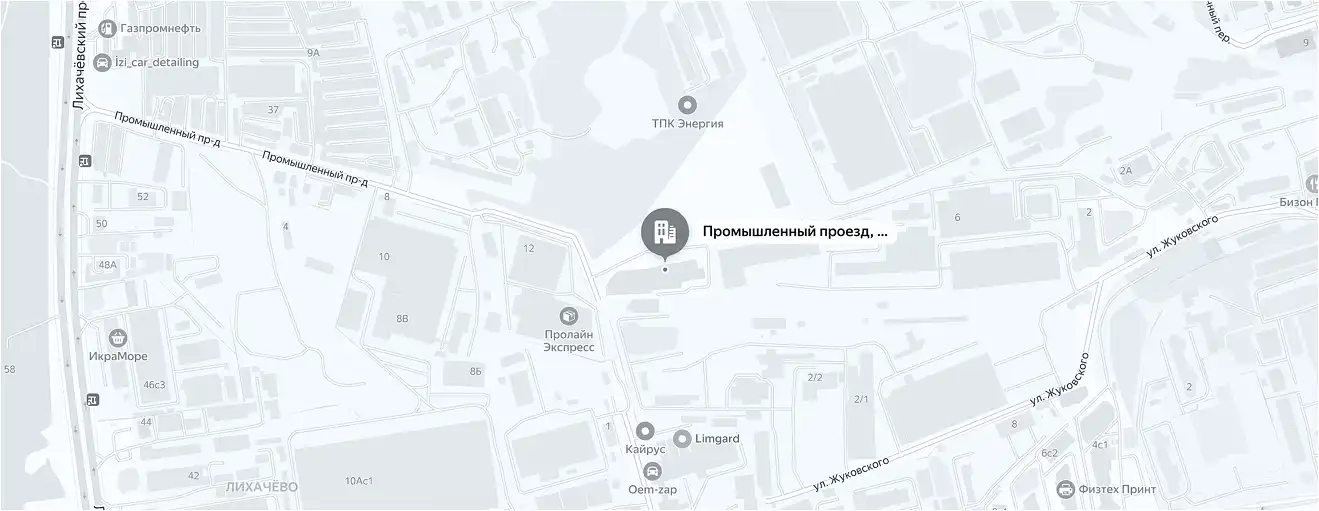 Лихачёвский пр-
Газпромнефть
İzi_car_detailing
9А
37
нный пер.
9
Промышленный пр-д
Промышленный пр-д
ТПК Энергия
52
8
4
50
48А
10
12
8В
Промышленный проезд, ...
6
2А
2
ул. Жуковского
Бизон
ИкраМоре
58
46с3
44
42
ЛИХАЧЁВО
8Б
Пролайн
Экспресс
10Ас1
1
Кайрус
Limgard
Oem-zap
2/2
2/1
ул. Жуковского
ул. Жуковского
2
8
6с2
4с1
Физтех Принт